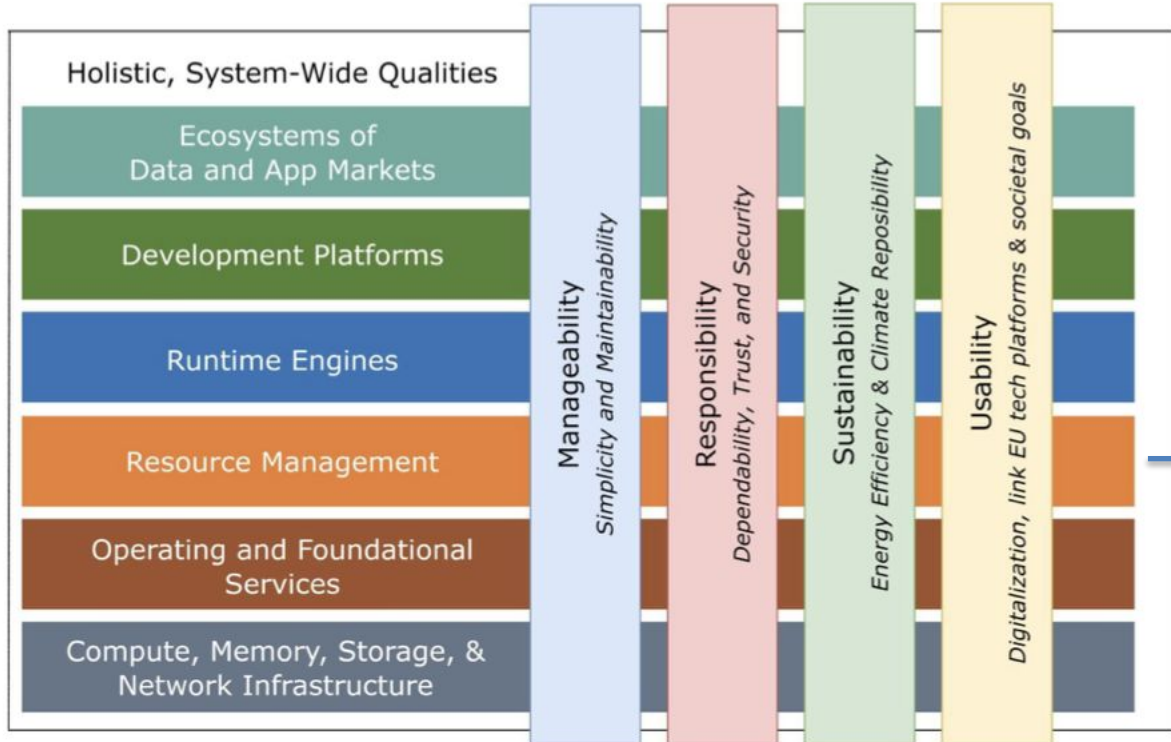 Holistic, System-Wide Qualities
Ecosystems of
Data and App Markets
Development Platforms
Runtime Engines
Resource Management
Operating and Foundational
Services
Compute, Memory, Storage, &
Network Infrastructure
Manageability
Simplicity and Maintainability
Responsibility
Dependability, Trust, and Security
Sustainability
Energy Efficiency & Climate Reposibility
Usability
Digitalization, link EU tech platforms & societal goals